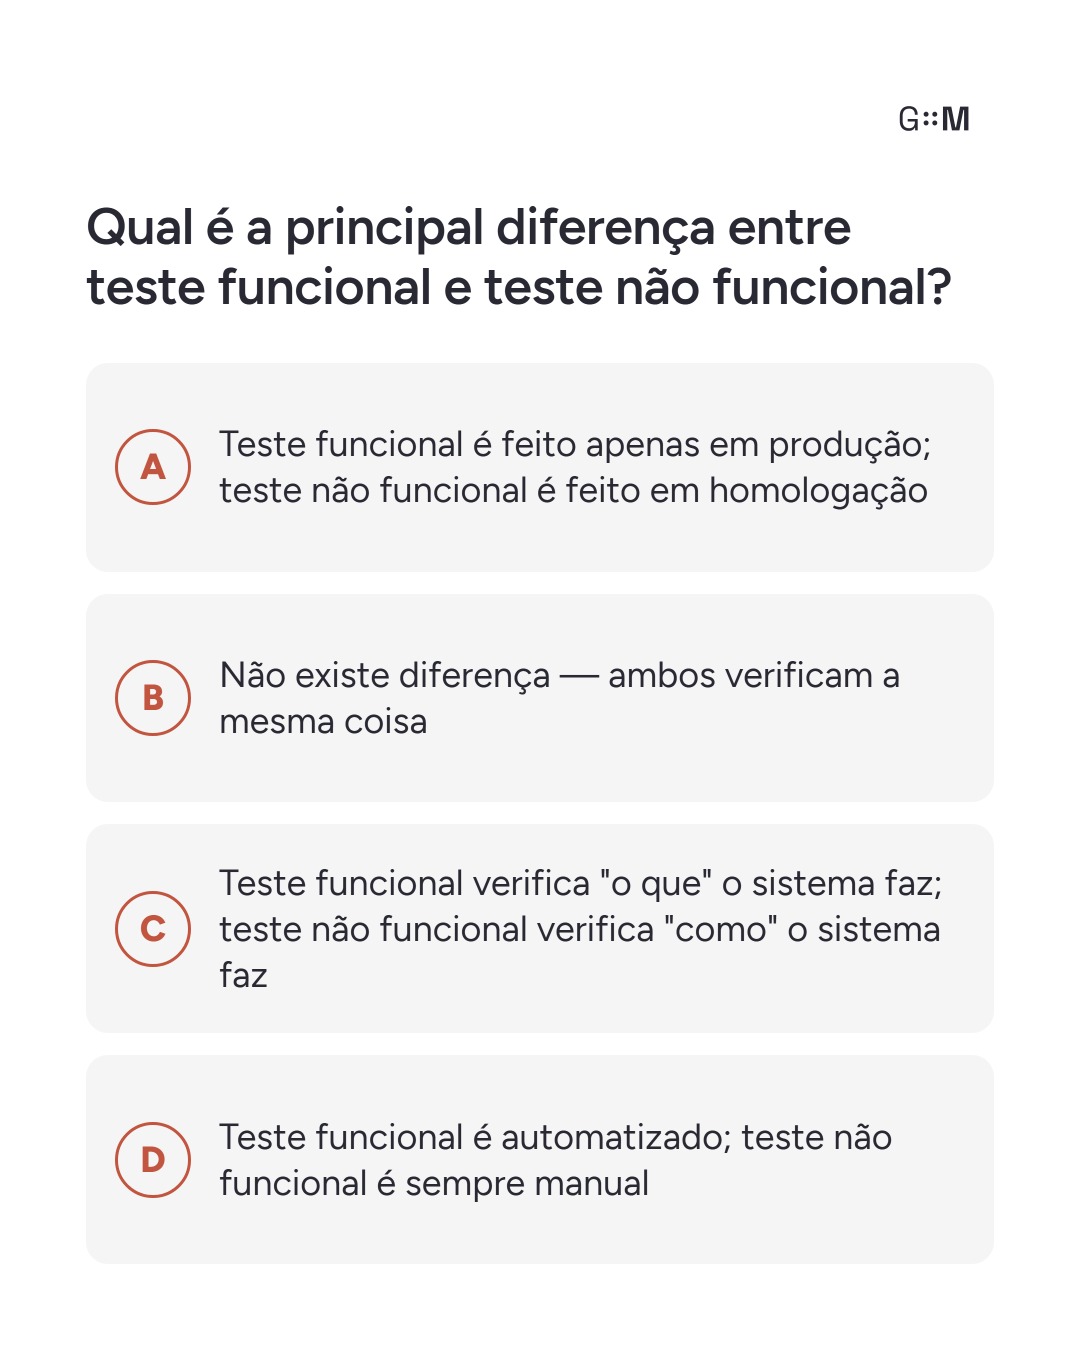 G::M
Qual é a principal diferença entre
teste funcional e teste não funcional?
A
Teste funcional é feito apenas em produção;
teste não funcional é feito em homologação
B
Não existe diferença — ambos verificam a
mesma coisa
C
Teste funcional verifica "o que" o sistema faz;
teste não funcional verifica "como" o sistema
faz
D
Teste funcional é automatizado; teste não
funcional é sempre manual